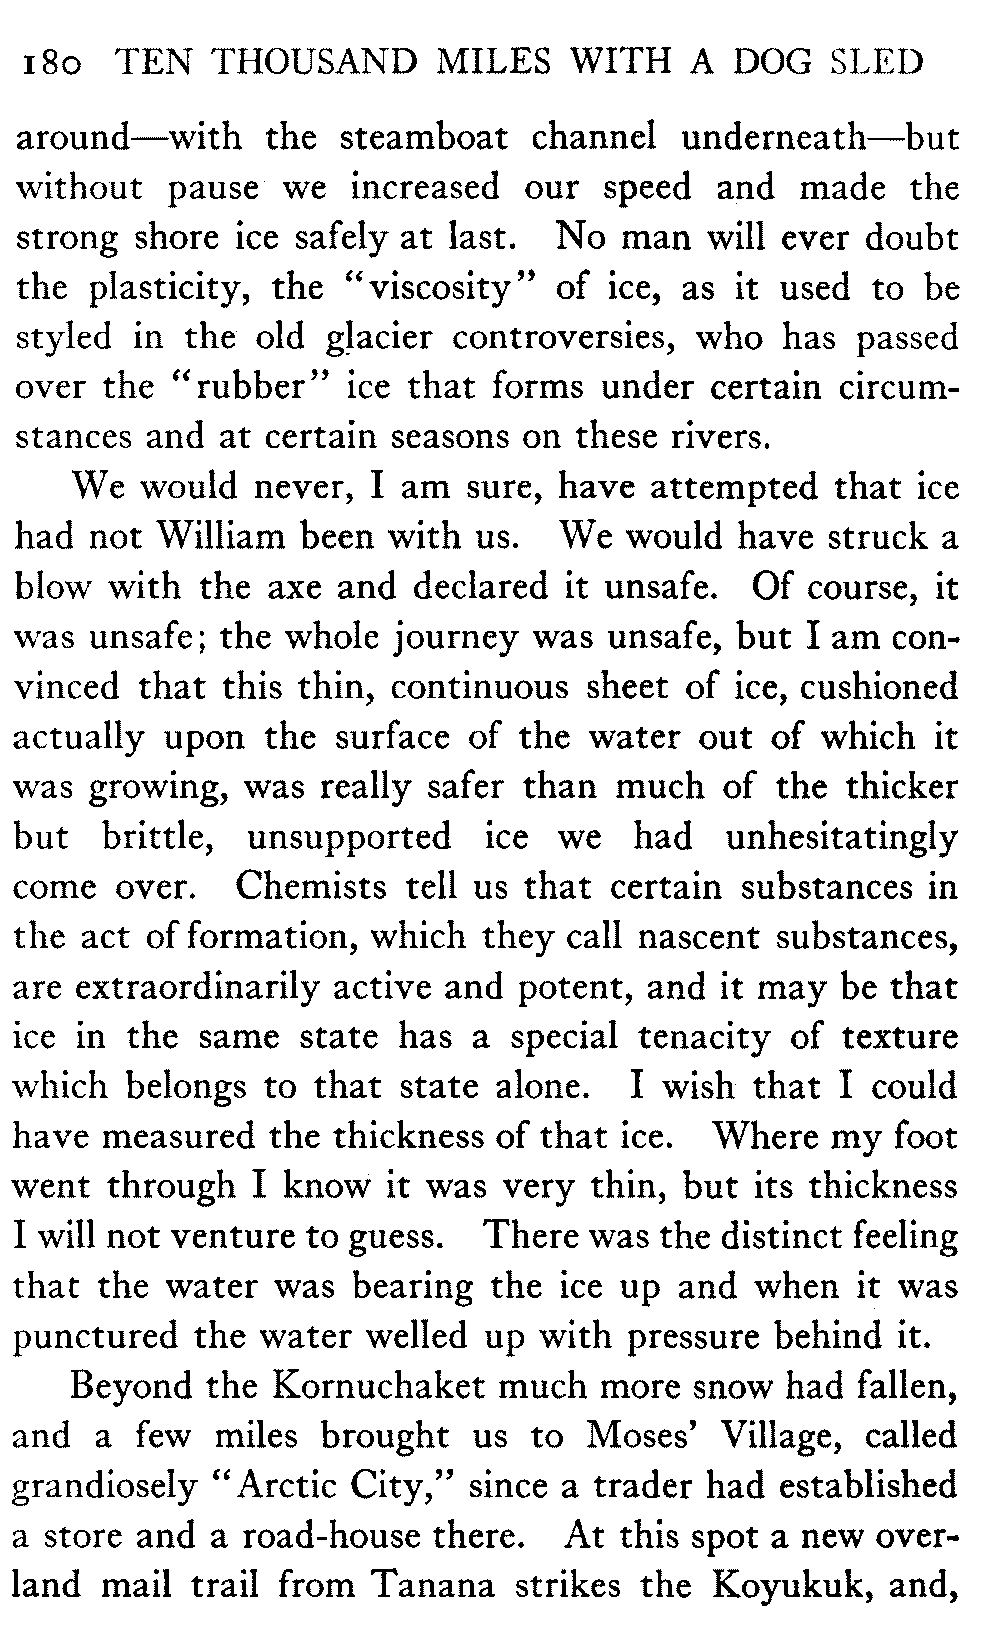 180 TEN THOUSAND MILES WITH A DOG SLED
around—with the steamboat channel underneath—but
without pause we increased our speed and made the
strong shore ice safely at last. No man will ever doubt
the plasticity, the "viscosity" of ice, as it used to be
styled in the old glacier controversies, who has passed
over the "rubber" ice that forms under certain circum-
stances and at certain seasons on these rivers.
We would never, I am sure, have attempted that ice
had not William been with us. We would have struck a
blow with the axe and declared it unsafe. Of course, it
was unsafe; the whole journey was unsafe, but I am con-
vinced that this thin, continuous sheet of ice, cushioned
actually upon the surface of the water out of which it
was growing, was really safer than much of the thicker
but brittle, unsupported ice we had unhesitatingly
come over. Chemists tell us that certain substances in
the act of formation, which they call nascent substances,
are extraordinarily active and potent, and it may be that
ice in the same state has a special tenacity of texture
which belongs to that state alone. I wish that I could
have measured the thickness of that ice. Where my foot
went through I know it was very thin, but its thickness
I will not venture to guess. There was the distinct feeling
that the water was bearing the ice up and when it was
punctured the water welled up with pressure behind it.
Beyond the Kornuchaket much more snow had fallen,
and a few miles brought us to Moses' Village, called
grandiosely "Arctic City," since a trader had established
a store and a road-house there. At this spot a new over-
land mail trail from Tanana strikes the Koyukuk, and,